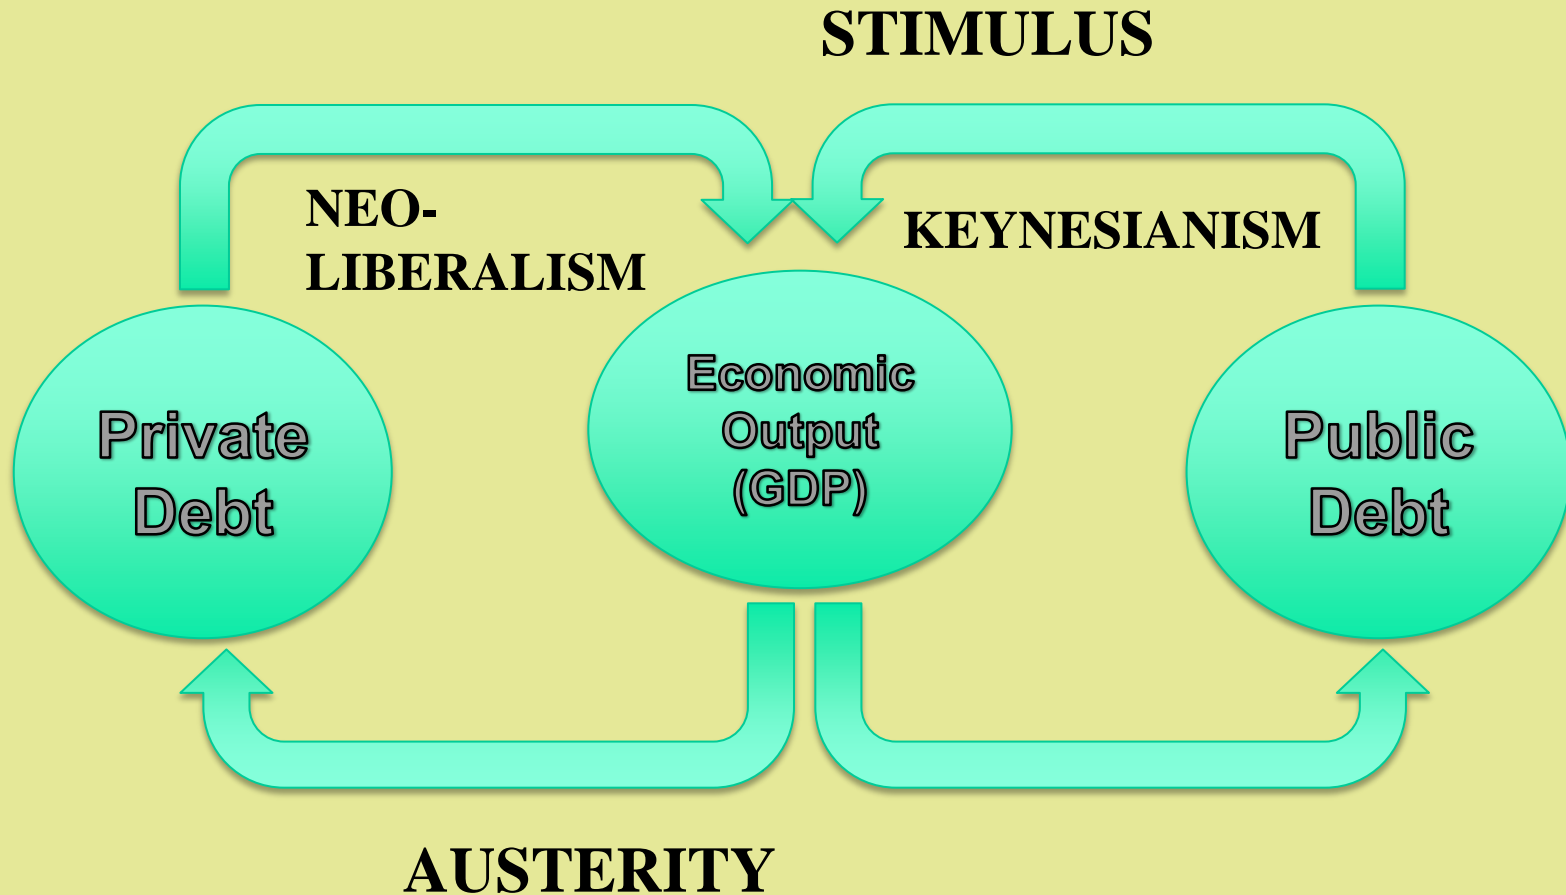 STIMULUS
NEO-
LIBERALISM
KEYNESIANISM
Private
Debt
Economic
Output
(GDP)
Public
Debt
AUSTERITY